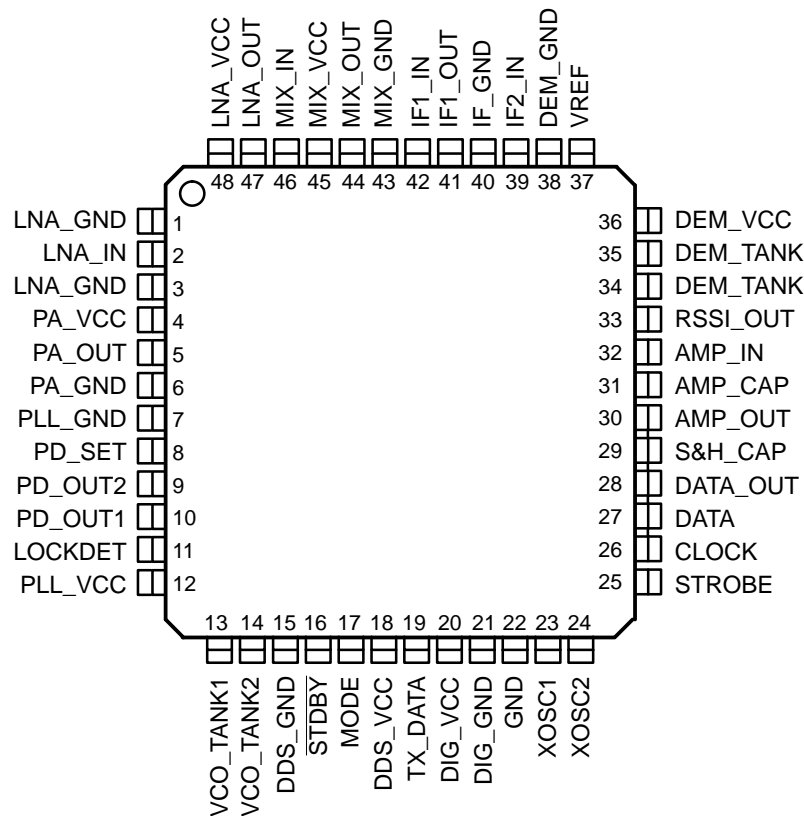 LNA_VCC
LNA_OUT
MIX_IN
MIX_VCC
MIX_OUT
MIX_GND
IF1_IN
IF1_OUT
IF_GND
IF2_IN
DEM_GND
VREF
48 47 46 45 44 43 42 41 40 39 38 37
LNA_GND 1
LNA_IN 2
LNA_GND 3
PA_VCC 4
PA_OUT 5
PA_GND 6
PLL_GND 7
PD_SET 8
PD_OUT2 9
PD_OUT1 10
LOCKDET 11
PLL_VCC 12
36 DEM_VCC
35 DEM_TANK
34 DEM_TANK
33 RSSI_OUT
32 AMP_IN
31 AMP_CAP
30 AMP_OUT
29 S&H_CAP
28 DATA_OUT
27 DATA
26 CLOCK
25 STROBE
13 14 15 16 17 18 19 20 21 22 23 24
VCO_TANK1
VCO_TANK2
DDS_GND
STDBY
MODE
DDS_VCC
TX_DATA
DIG_VCC
DIG_GND
GND
XOSC1
XOSC2